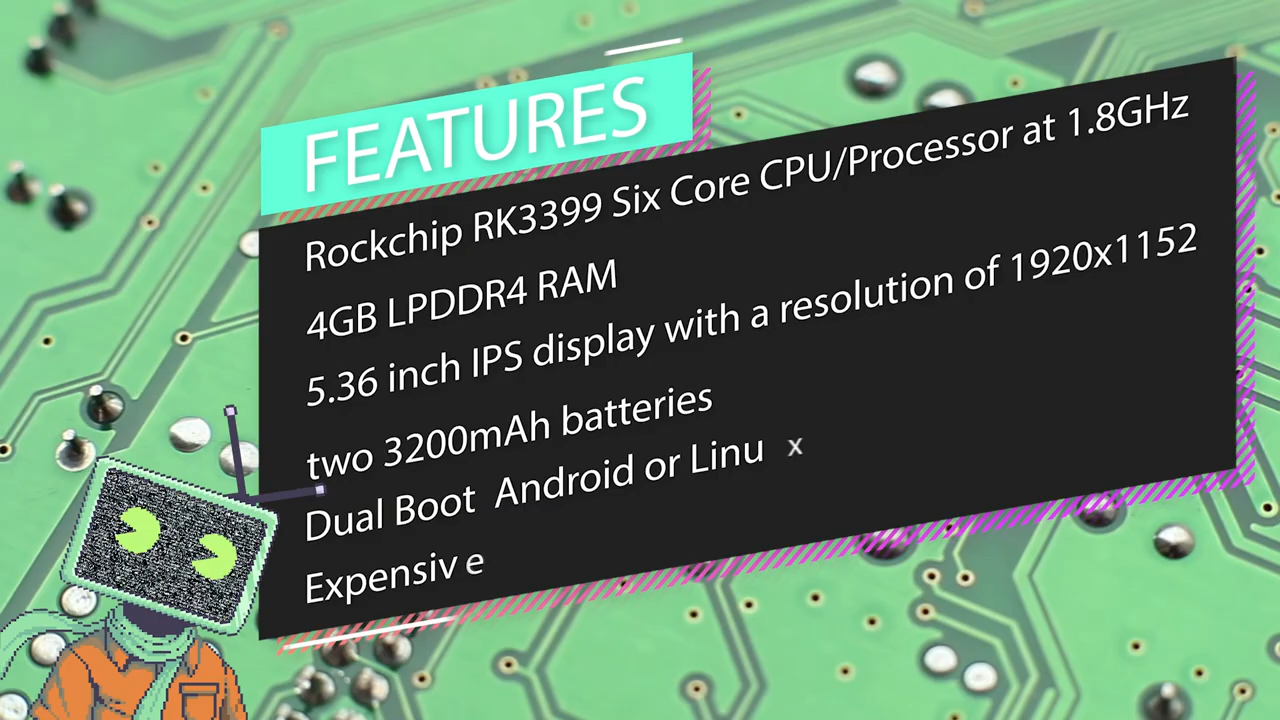 FEATURES
Rockchip RK3399 Six Core CPU/Processor at 1.8GHz
4GB LPDDR4 RAM
5.36 inch IPS display with a resolution of 1920x1152
two 3200mAh batteries
Dual Boot Android or Linu x
Expensiv e